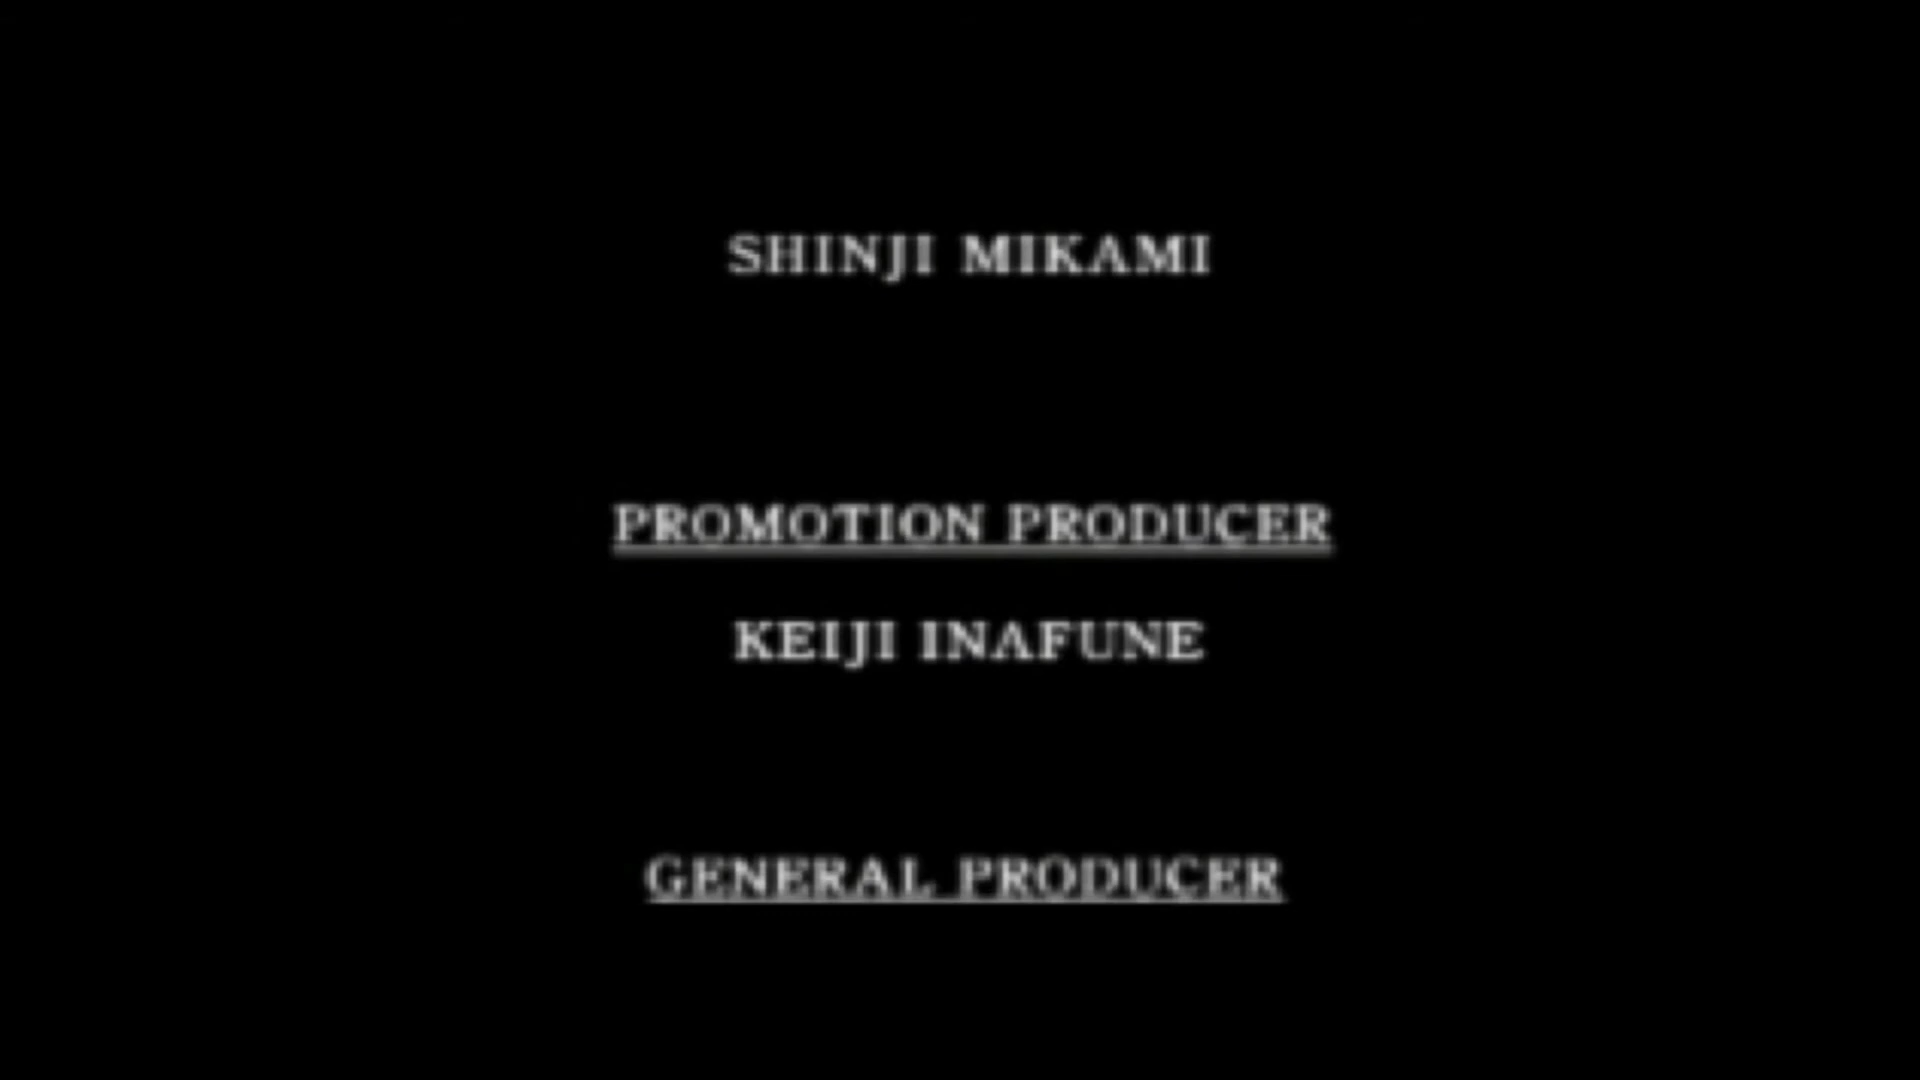 SHINJI MIKAMI
PROMOTION PRODUCER
KEIJI INAFUNE
GENERAL PRODUCER